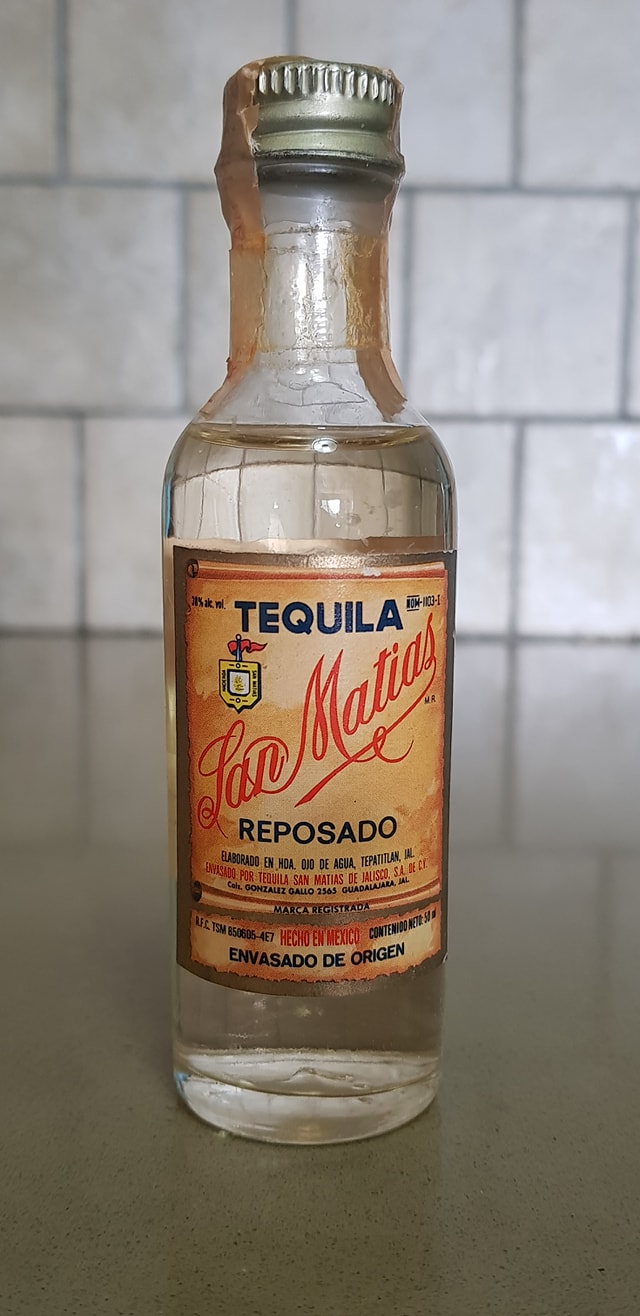 38% alc. vol.
TEQUILA
NOM-1103-I
San Matias
M.R.
REPOSADO
ELABORADO EN HDA. OJO DE AGUA, TEPATITLAN, JAL.
ENVASADO POR TEQUILA SAN MATIAS DE JALISCO, S.A. DE C.V.
Calz. GONZALEZ GALLO 2565 GUADALAJARA, JAL.
MARCA REGISTRADA
R.F.C. TSM 850605-4E7 HECHO EN MEXICO CONTENIDO NETO: 50 ml
ENVASADO DE ORIGEN